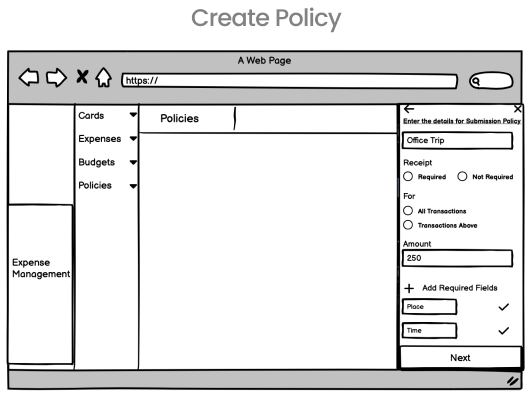 Create Policy
A Web Page
https://
Cards
Expenses
Budgets
Policies
Expense
Management
Policies
Enter the details for Submission Policy
Office Trip
Receipt
Required Not Required
For
All Transactions
Transactions Above
Amount
250
Add Required Fields
Place
Time
Next